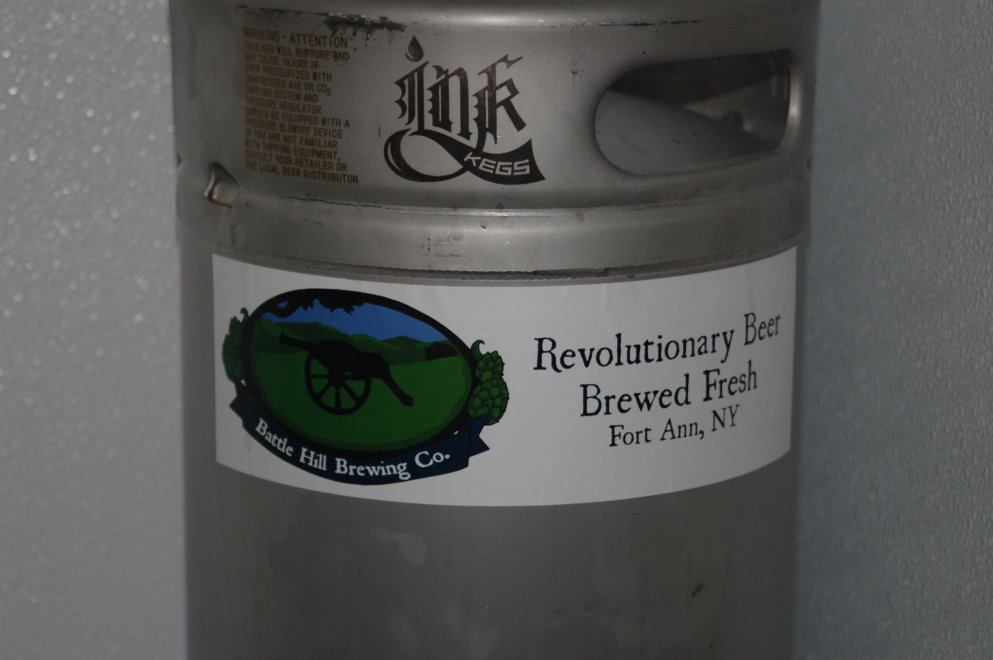 WARNING - ATTENTION
THIS KEG WILL RUPTURE AND
MAY CAUSE INJURY IF
OVER PRESSURIZED WITH
COMPRESSED AIR OR CO2.
TAPPING SYSTEM AND
PRESSURE REGULATOR
SHOULD BE EQUIPPED WITH A
PRESSURE BLOWOFF DEVICE
IF YOU ARE NOT FAMILIAR
WITH TAPPING EQUIPMENT,
CONSULT YOUR RETAILER OR
THE LOCAL BEER DISTRIBUTOR
ink
KEGS
Battle Hill Brewing Co.
Revolutionary Beer
Brewed Fresh
Fort Ann, NY